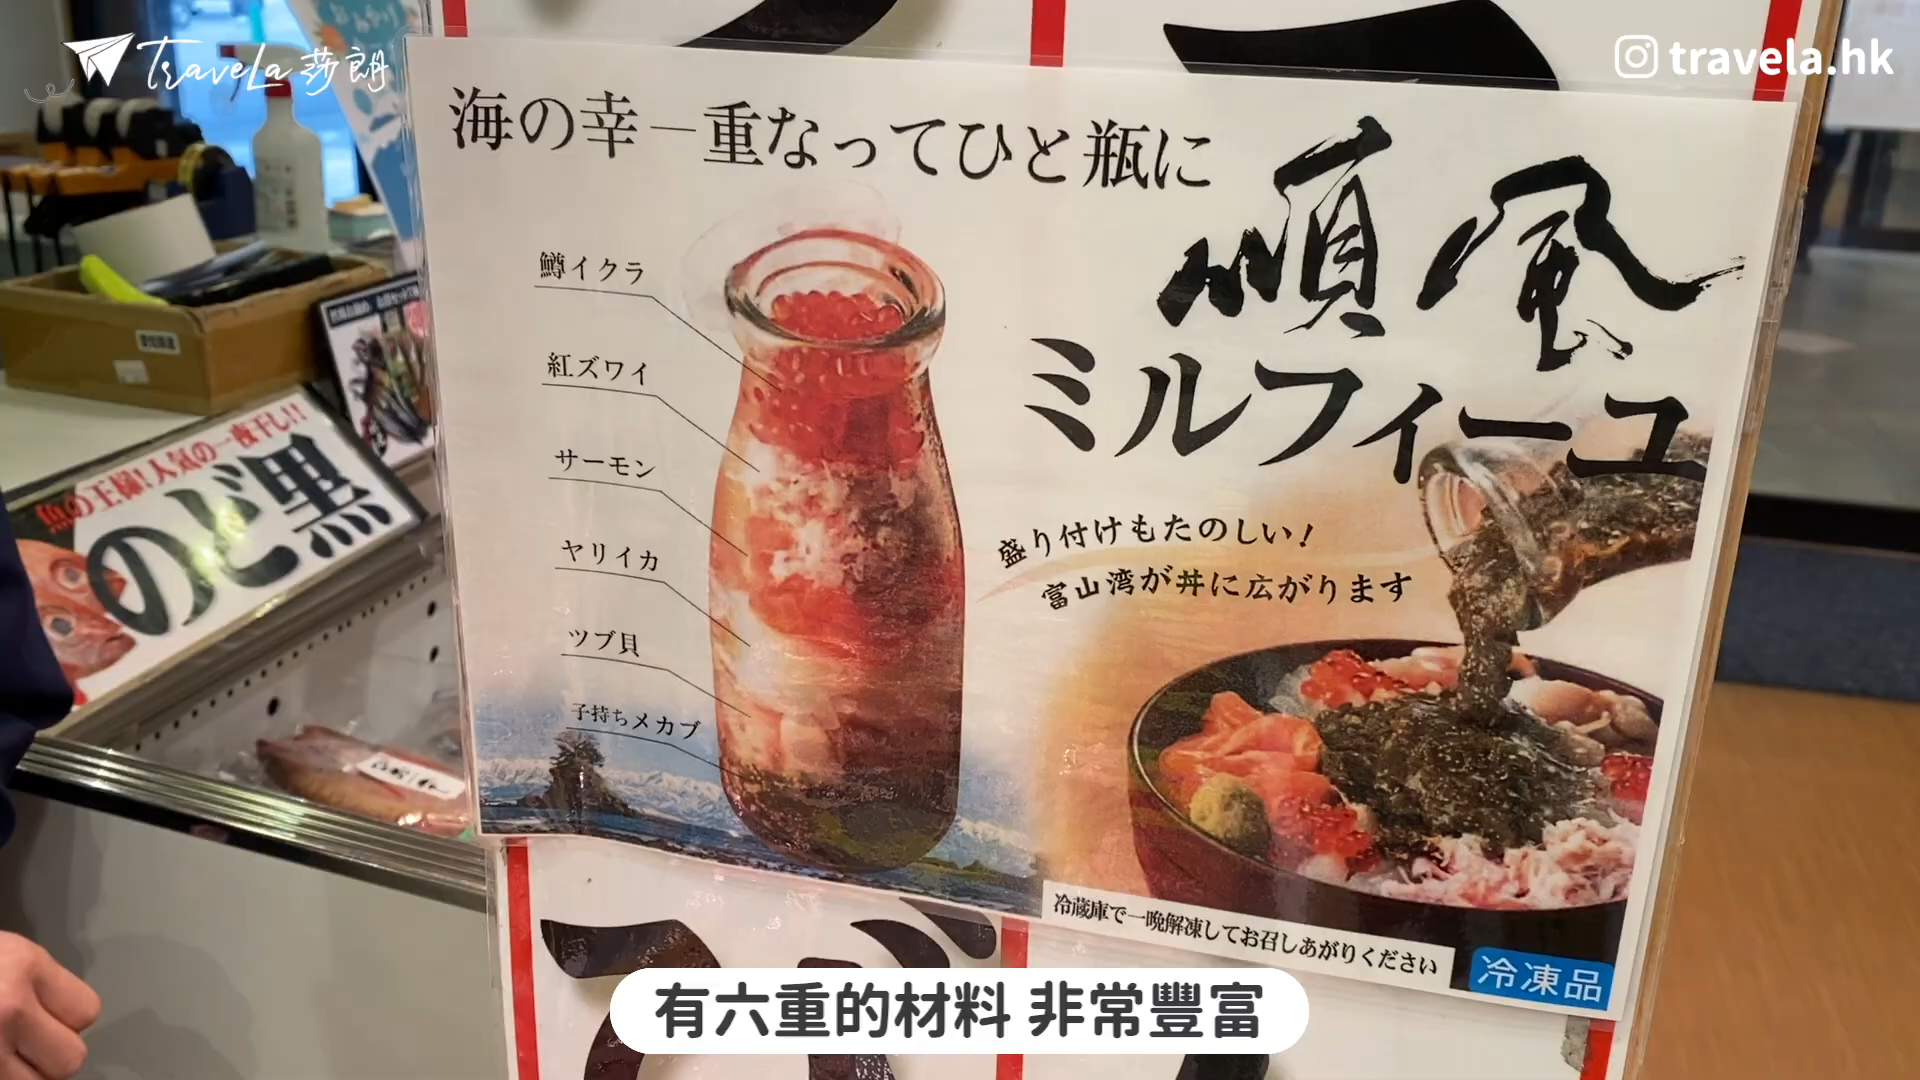 Travela 莎朗
travela.hk
海の幸一重なってひと瓶に
順風
ミルフィーユ
鱒イクラ
紅ズワイ
サーモン
ヤリイカ
ツブ貝
子持ちメカブ
盛り付けもたのしい!
富山湾が丼に広がります
冷蔵庫で一晩解凍してお召しあがりください
冷凍品
魚の王様!人気の一夜干し!!
のど黒
有六重的材料 非常豐富